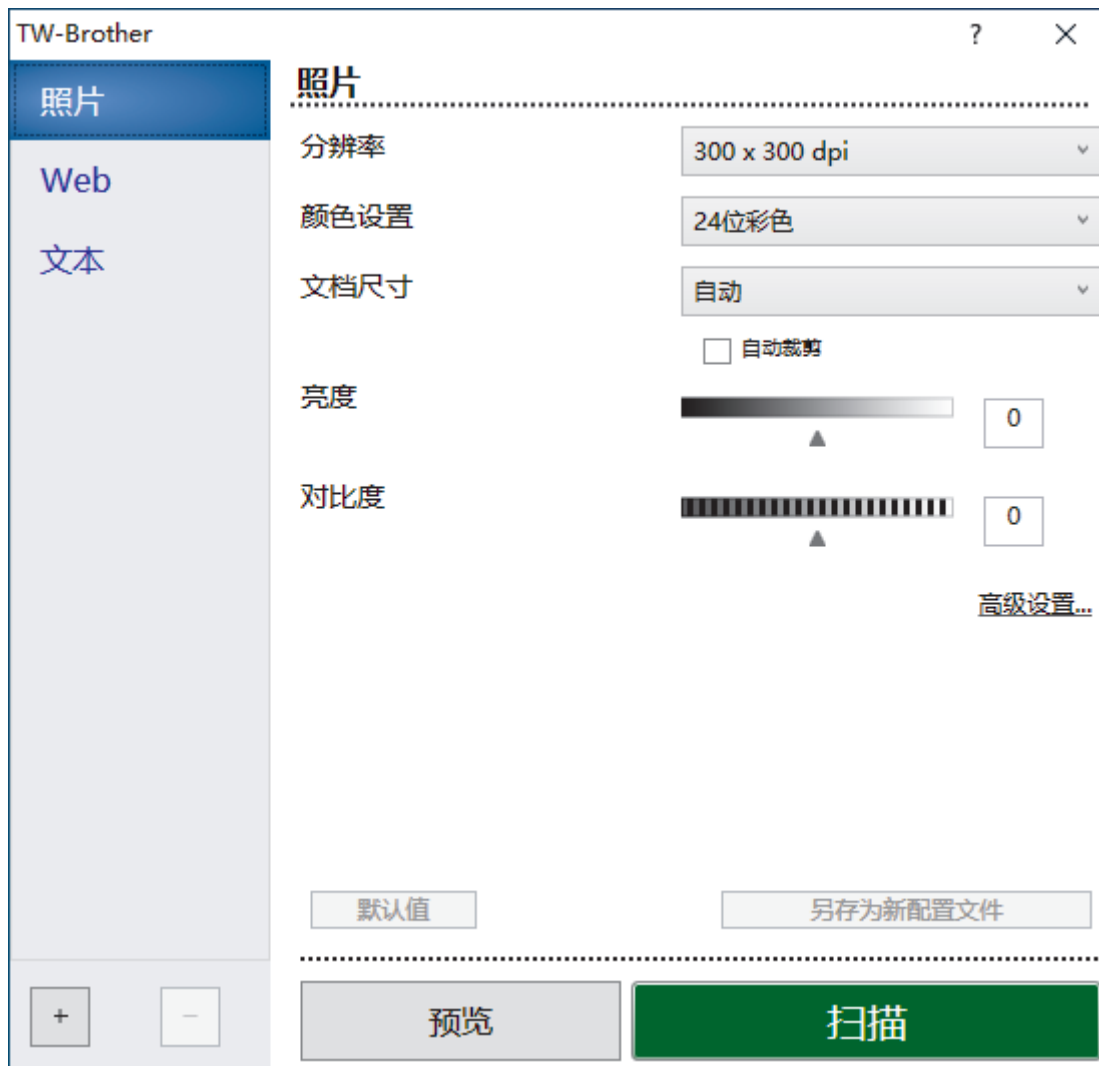 TW-Brother
?
照片
Web
文本
照片
分辨率
300 x 300 dpi
颜色设置
24位彩色
文档尺寸
自动
自动裁剪
亮度
0
对比度
0
高级设置...
默认值
另存为新配置文件
+
−
预览
扫描